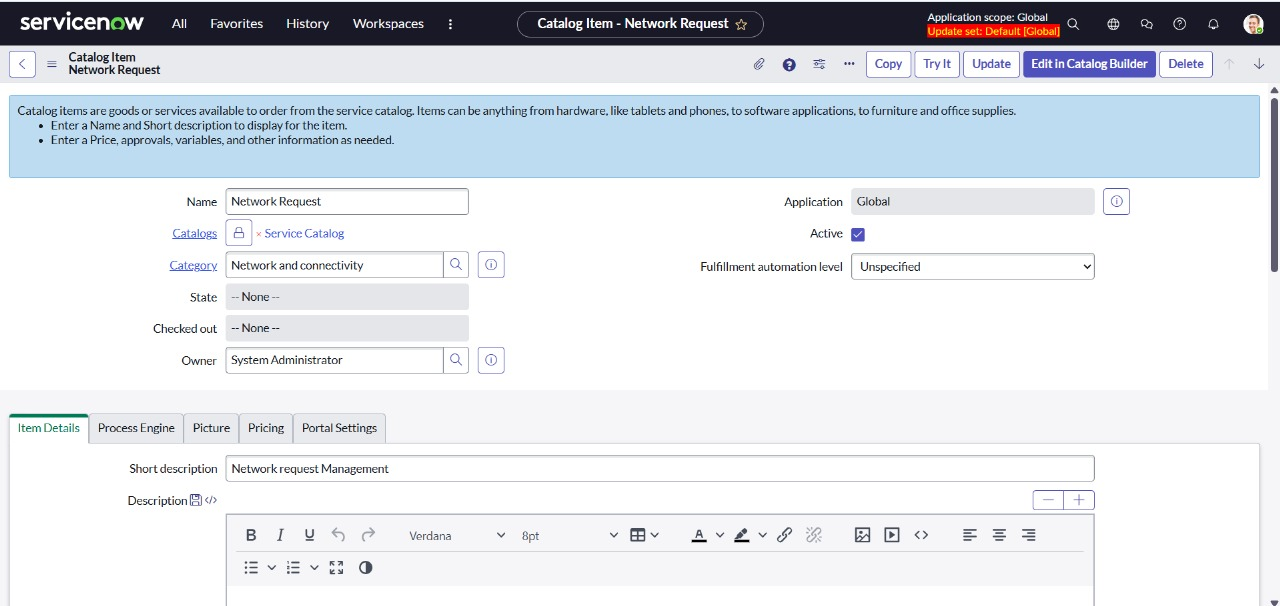 servicenow All Favorites History Workspaces Catalog Item - Network Request Application scope: Global
Update set: Default [Global]
Catalog Item
Network Request
Copy Try It Update Edit in Catalog Builder Delete
Catalog items are goods or services available to order from the service catalog. Items can be anything from hardware, like tablets and phones, to software applications, to furniture and office supplies.
• Enter a Name and Short description to display for the item.
• Enter a Price, approvals, variables, and other information as needed.
Name Network Request Application Global
Catalogs × Service Catalog Active
Category Network and connectivity Fulfillment automation level Unspecified
State -- None --
Checked out -- None --
Owner System Administrator
Item Details Process Engine Picture Pricing Portal Settings
Short description Network request Management
Description
B I U Verdana 8pt A